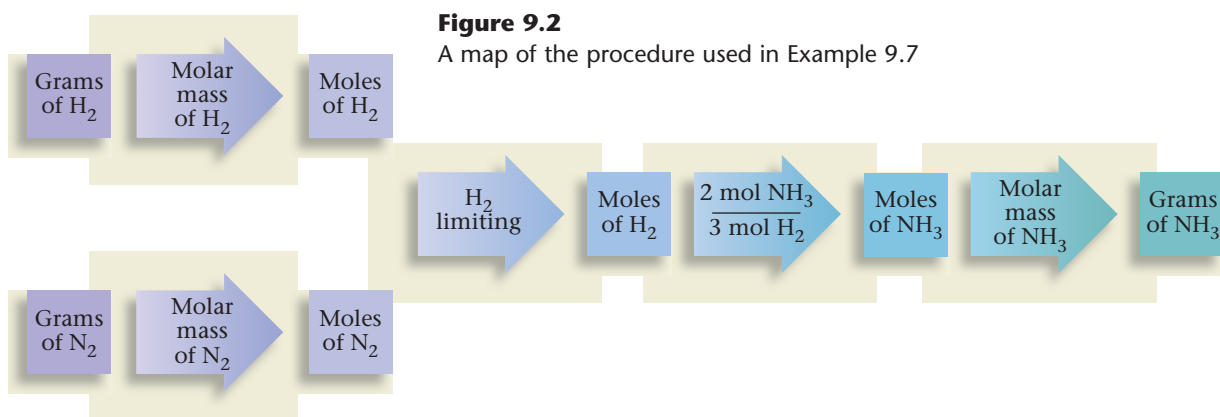 Figure 9.2
A map of the procedure used in Example 9.7
Grams
of H₂
Molar
mass
of H₂
Moles
of H₂
H₂
limiting
Moles
of H₂
2 mol NH₃
3 mol H₂
Moles
of NH₃
Molar
mass
of NH₃
Grams
of NH₃
Grams
of N₂
Molar
mass
of N₂
Moles
of N₂